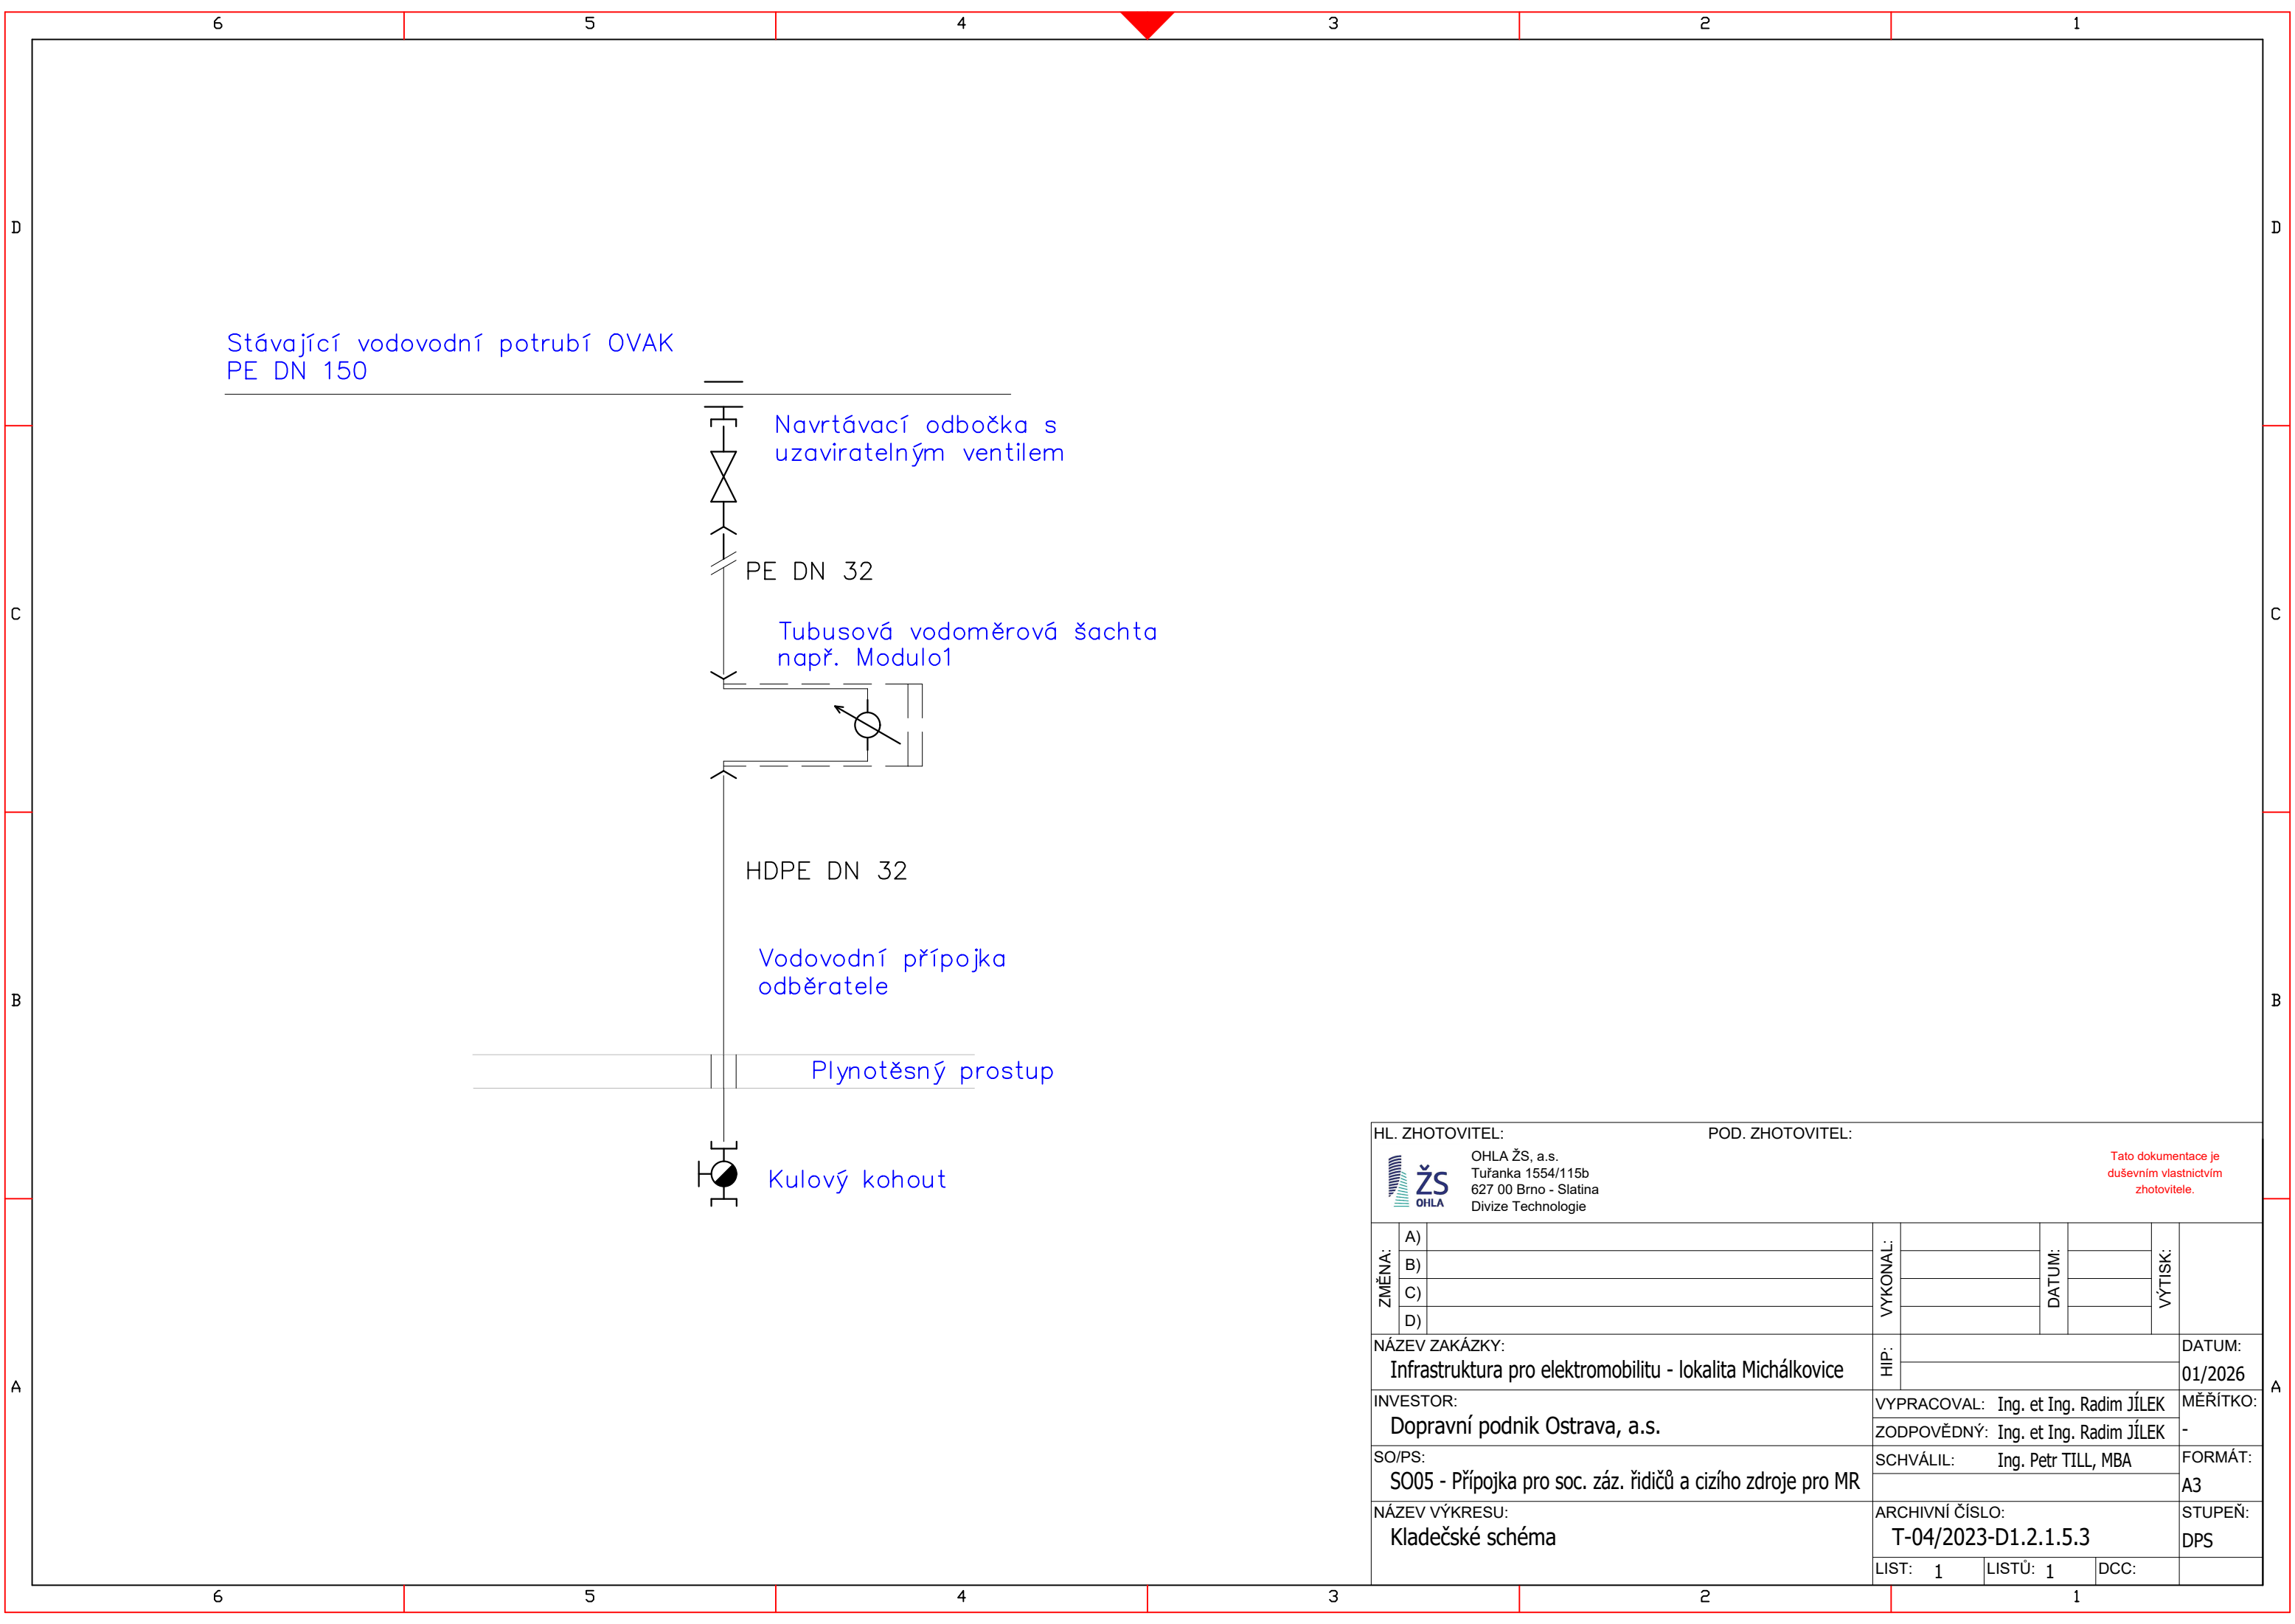 6 5 4 3 2 1
D D
Stávající vodovodní potrubí OVAK
PE DN 150
Navrtávací odbočka s
uzaviratelným ventilem
PE DN 32
C C
Tubusová vodoměrová šachta
např. Modulo1
HDPE DN 32
Vodovodní přípojka
odběratele
B B
Plynotěsný prostup
Kulový kohout
HL. ZHOTOVITEL: POD. ZHOTOVITEL:
ŽS
OHLA
OHLA ŽS, a.s.
Tuřanka 1554/115b
627 00 Brno - Slatina
Divize Technologie
Tato dokumentace je
duševním vlastnictvím
zhotovitele.
ZMĚNA:
A)
B)
C)
D)
VYKONAL:
DATUM:
VÝTISK:
NÁZEV ZAKÁZKY:
Infrastruktura pro elektromobilitu - lokalita Michálkovice
HIP:
DATUM:
01/2026
A A
INVESTOR:
Dopravní podnik Ostrava, a.s.
VYPRACOVAL: Ing. et Ing. Radim JÍLEK
ZODPOVĚDNÝ: Ing. et Ing. Radim JÍLEK
MĚŘÍTKO:
-
SO/PS:
SO05 - Přípojka pro soc. záz. řidičů a cizího zdroje pro MR
SCHVÁLIL: Ing. Petr TILL, MBA
FORMÁT:
A3
NÁZEV VÝKRESU:
Kladečské schéma
ARCHIVNÍ ČÍSLO:
T-04/2023-D1.2.1.5.3
STUPEŇ:
DPS
LIST: 1 LISTŮ: 1 DCC:
6 5 4 3 2 1